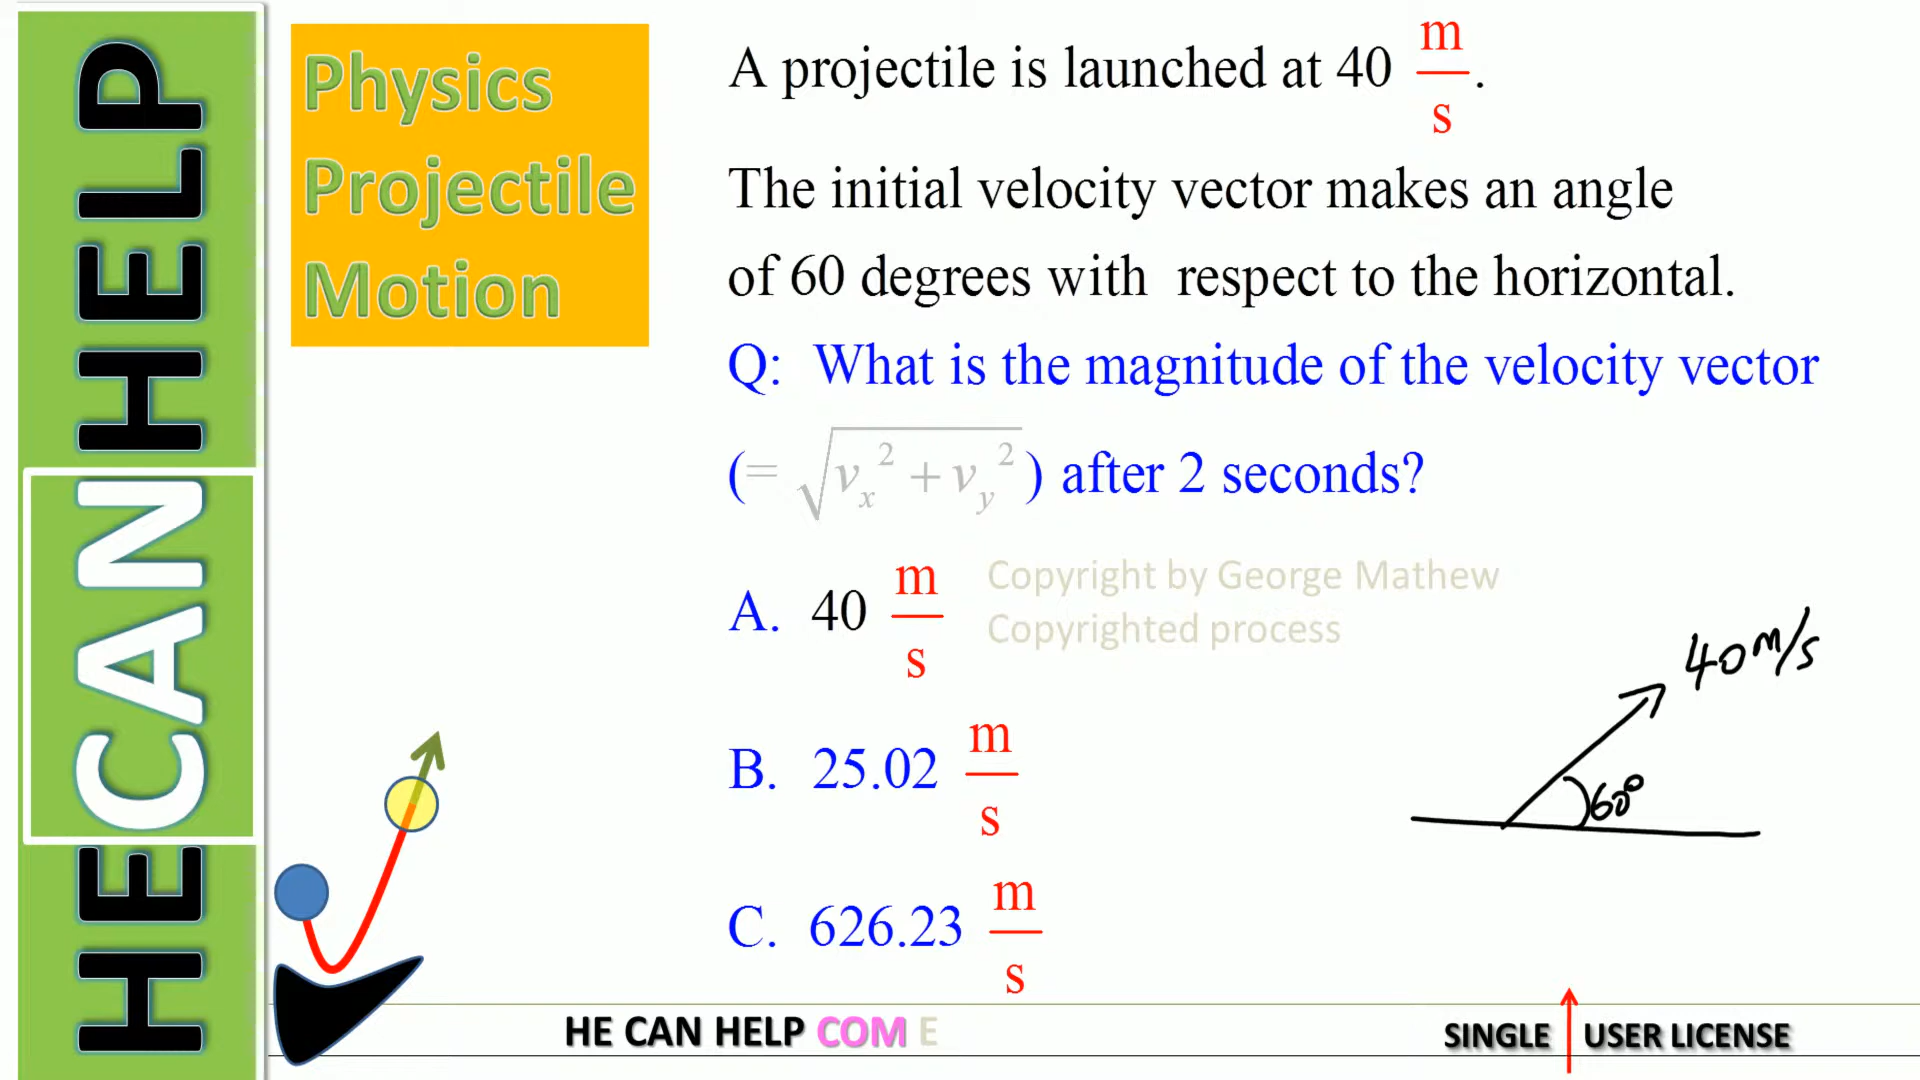 HE CAN HELP
Physics
Projectile
Motion
A projectile is launched at 40 m/s.
The initial velocity vector makes an angle
of 60 degrees with respect to the horizontal.
Q: What is the magnitude of the velocity vector
(= √(vₓ² + v_y²)) after 2 seconds?
A. 40 m/s
Copyright by George Mathew
Copyrighted process
B. 25.02 m/s
C. 626.23 m/s
40 m/s
60°
HE CAN HELP COM E
SINGLE USER LICENSE